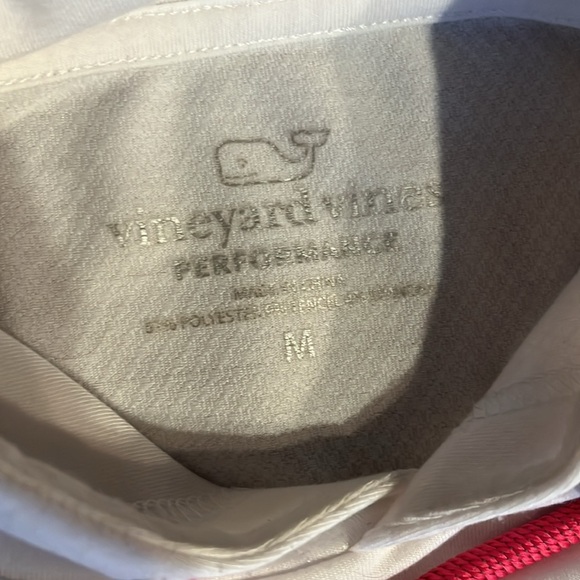 vineyard vines
PERFORMANCE
MADE IN CHINA
POLYESTER,
M